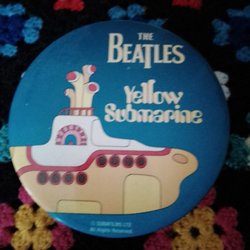 THE
BEATLES
Yellow
Submarine
© SUBAFILMS LTD
All Rights Reserved